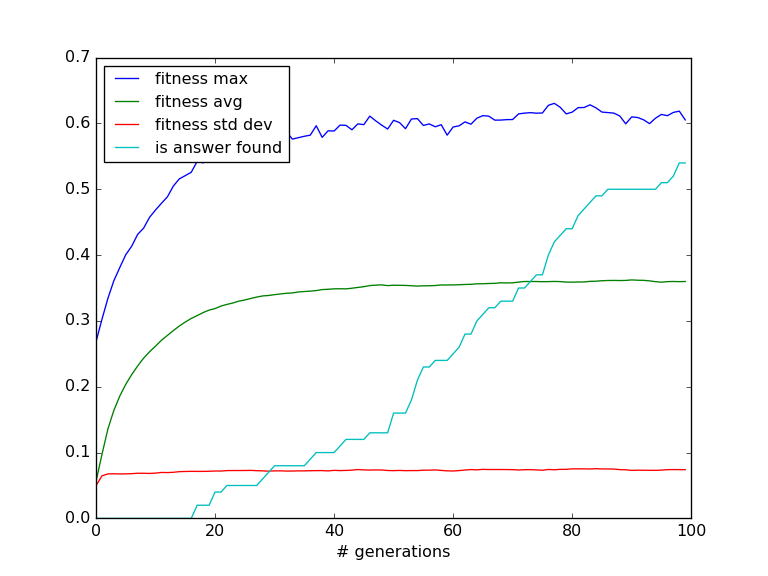 0.7
0.6
0.5
0.4
0.3
0.2
0.1
0.0
fitness max
fitness avg
fitness std dev
is answer found
0 20 40 60 80 100
# generations